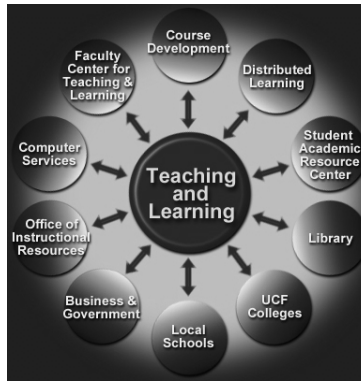 Course
Development
Distributed
Learning
Student
Academic
Resource
Center
Library
UCF
Colleges
Local
Schools
Business &
Government
Office of
Instructional
Resources
Computer
Services
Faculty
Center for
Teaching
& Learning
Teaching
and
Learning